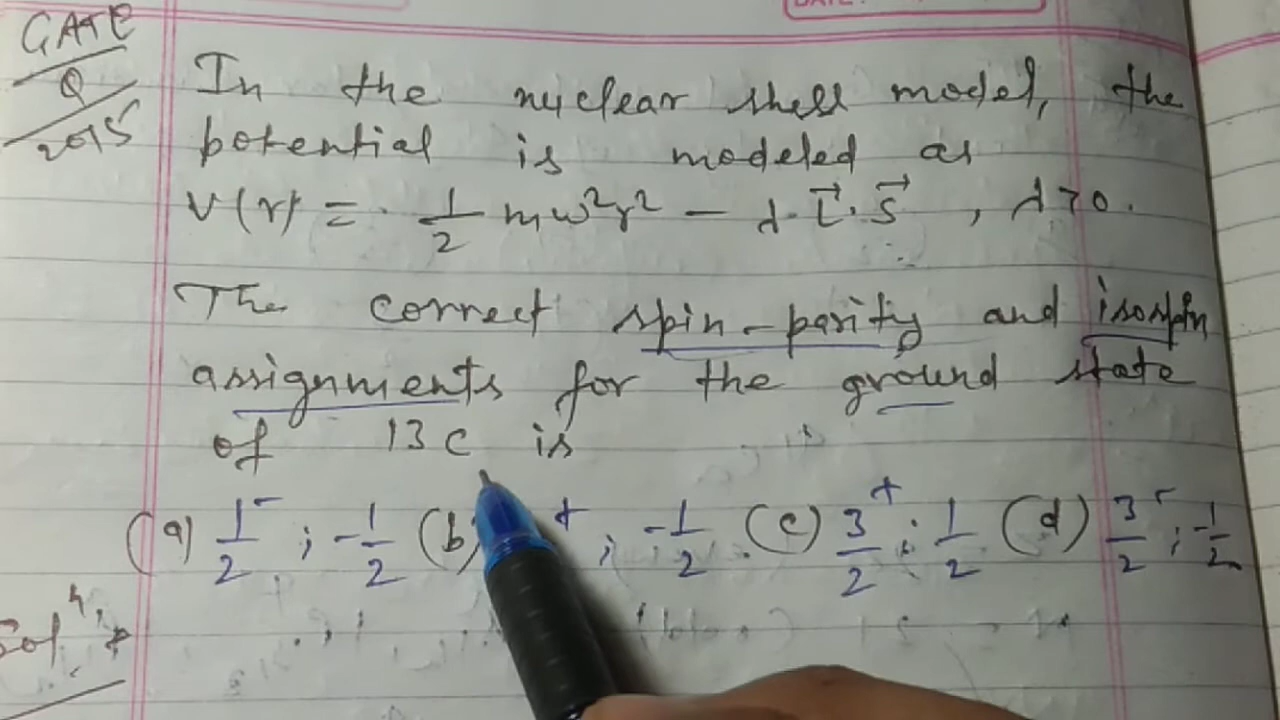 GATE
Q
2015
In the nuclear shell model, the
potential is modeled as
V(r) = 1/2 mω²r² - λ L⃗·S⃗ , λ>0.
The correct spin-parity and isospin
assignments for the ground state
of 13C is
(a) 1/2⁻ ; -1/2 (b) + ; -1/2 (c) 3/2⁺ ; 1/2 (d) 3/2⁻ ; -1/2
Solⁿ